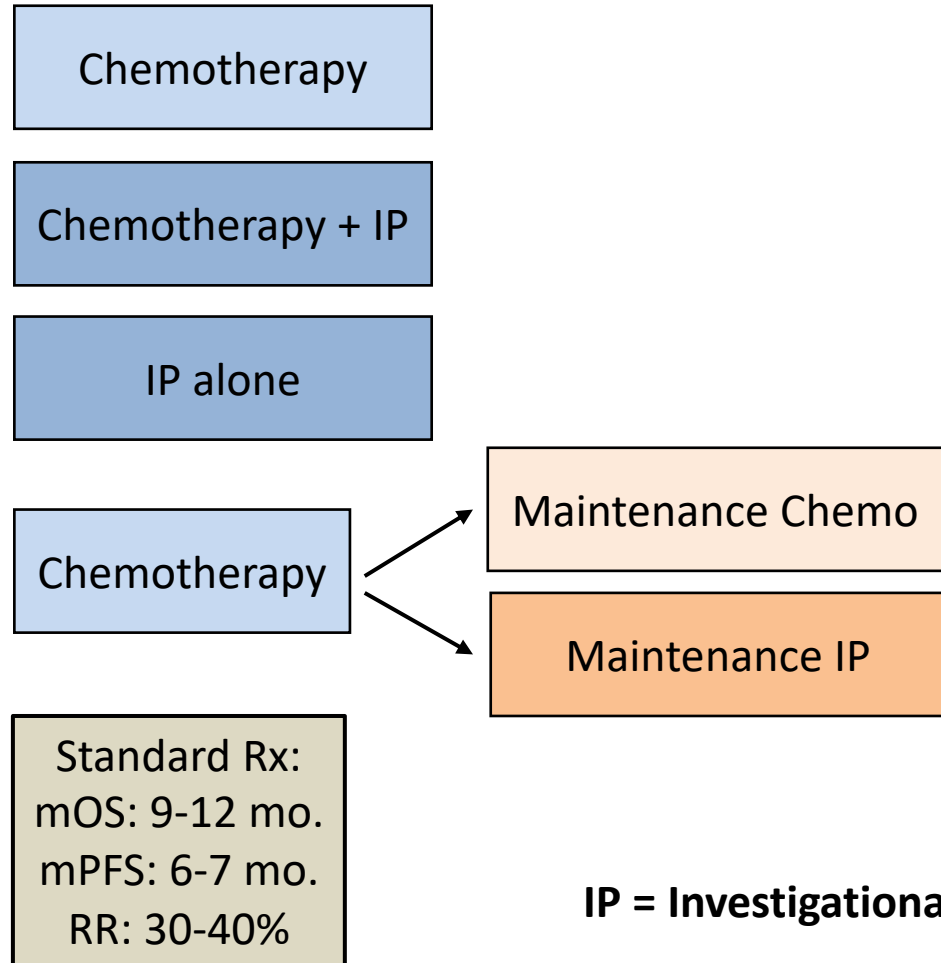 Chemotherapy
Chemotherapy + IP
IP alone
Chemotherapy
Maintenance Chemo
Maintenance IP
Standard Rx:
mOS: 9-12 mo.
mPFS: 6-7 mo.
RR: 30-40%
IP = Investigationa